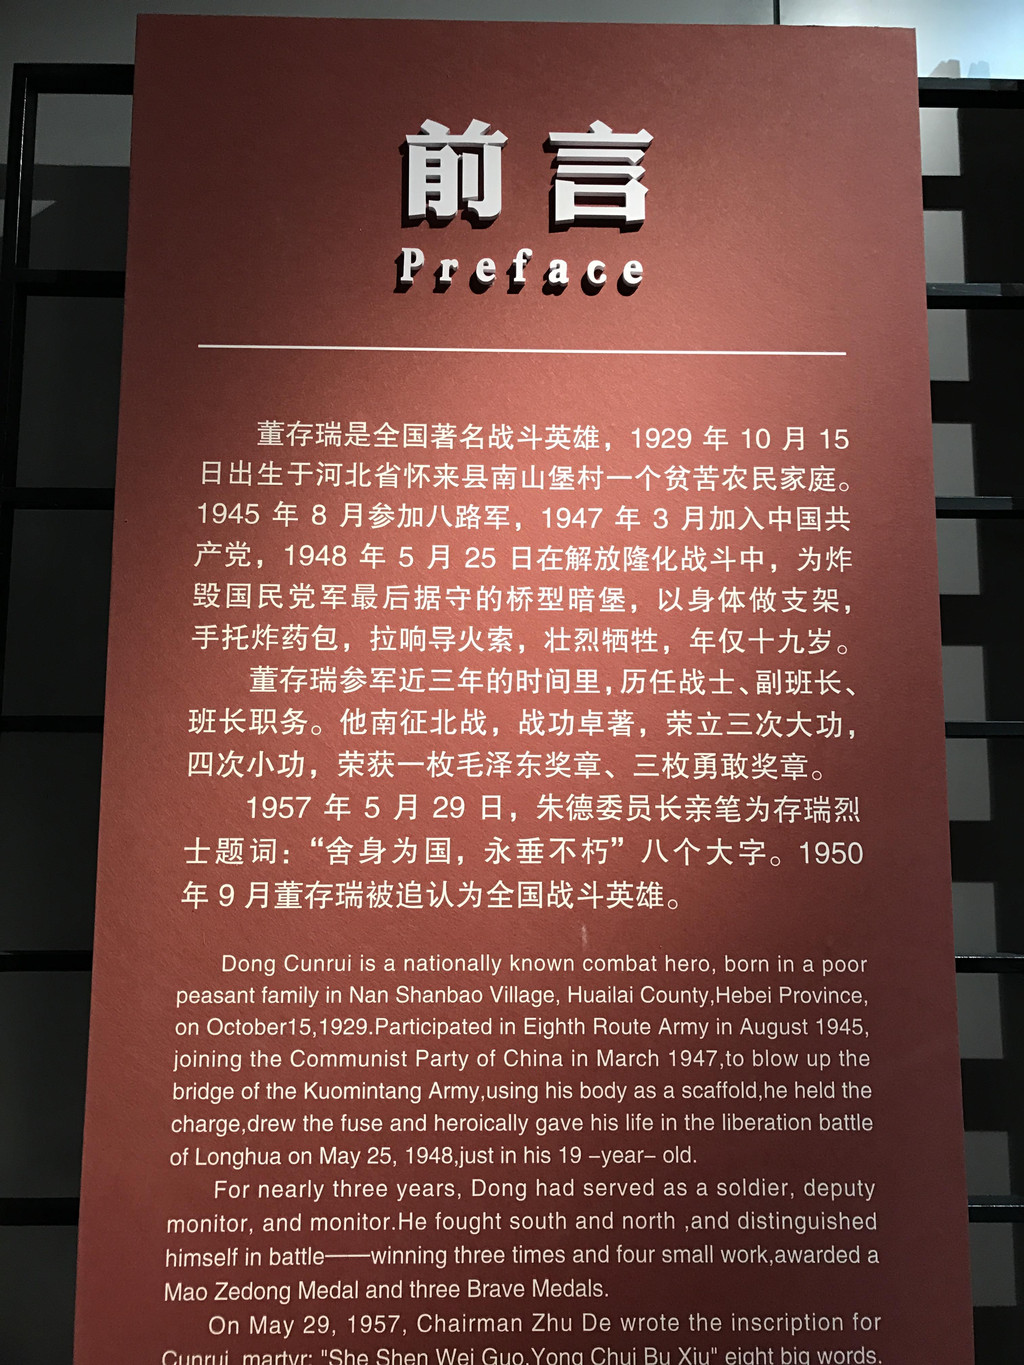 前言
Preface
董存瑞是全国著名战斗英雄，1929 年 10 月 15
日出生于河北省怀来县南山堡村一个贫苦农民家庭。
1945 年 8 月参加八路军，1947 年 3 月加入中国共
产党，1948 年 5 月 25 日在解放隆化战斗中，为炸
毁国民党军最后据守的桥型暗堡，以身体做支架，
手托炸药包，拉响导火索，壮烈牺牲，年仅十九岁。
董存瑞参军近三年的时间里，历任战士、副班长、
班长职务。他南征北战，战功卓著，荣立三次大功，
四次小功，荣获一枚毛泽东奖章、三枚勇敢奖章。
1957 年 5 月 29 日，朱德委员长亲笔为存瑞烈
士题词：“舍身为国，永垂不朽”八个大字。1950
年 9 月董存瑞被追认为全国战斗英雄。
Dong Cunrui is a nationally known combat hero, born in a poor
peasant family in Nan Shanbao Village, Huailai County,Hebei Province,
on October15,1929.Participated in Eighth Route Army in August 1945,
joining the Communist Party of China in March 1947,to blow up the
bridge of the Kuomintang Army,using his body as a scaffold,he held the
charge,drew the fuse and heroically gave his life in the liberation battle
of Longhua on May 25, 1948,just in his 19 –year– old.
For nearly three years, Dong had served as a soldier, deputy
monitor, and monitor.He fought south and north ,and distinguished
himself in battle——winning three times and four small work,awarded a
Mao Zedong Medal and three Brave Medals.
On May 29, 1957, Chairman Zhu De wrote the inscription for
Cunrui, martyr: "She Shen Wei Guo,Yong Chui Bu Xiu" eight big words.